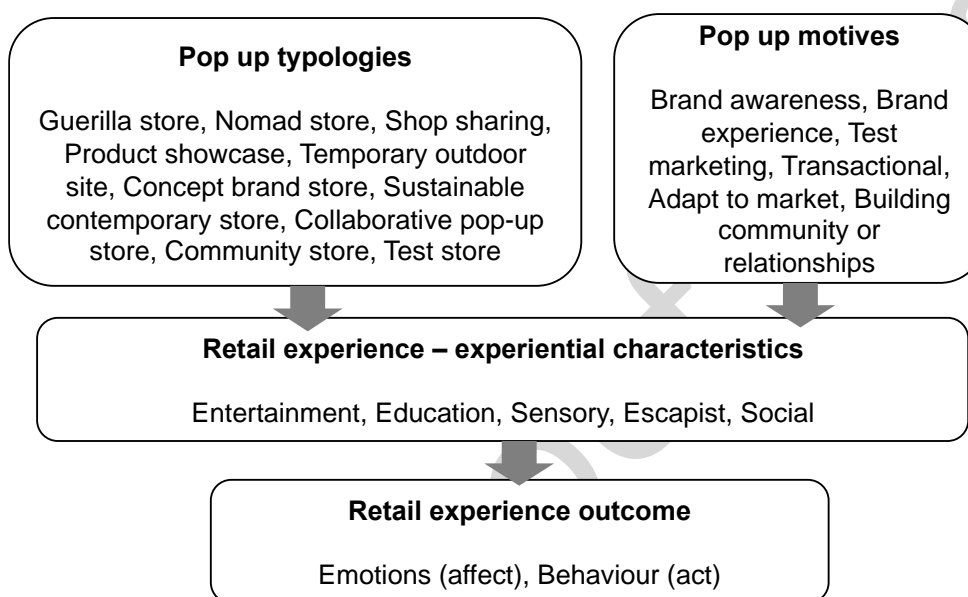 Pop up typologies
Guerilla store, Nomad store, Shop sharing,
Product showcase, Temporary outdoor
site, Concept brand store, Sustainable
contemporary store, Collaborative pop-up
store, Community store, Test store
Pop up motives
Brand awareness, Brand
experience, Test
marketing, Transactional,
Adapt to market, Building
community or
relationships
Retail experience – experiential characteristics
Entertainment, Education, Sensory, Escapist, Social
Retail experience outcome
Emotions (affect), Behaviour (act)